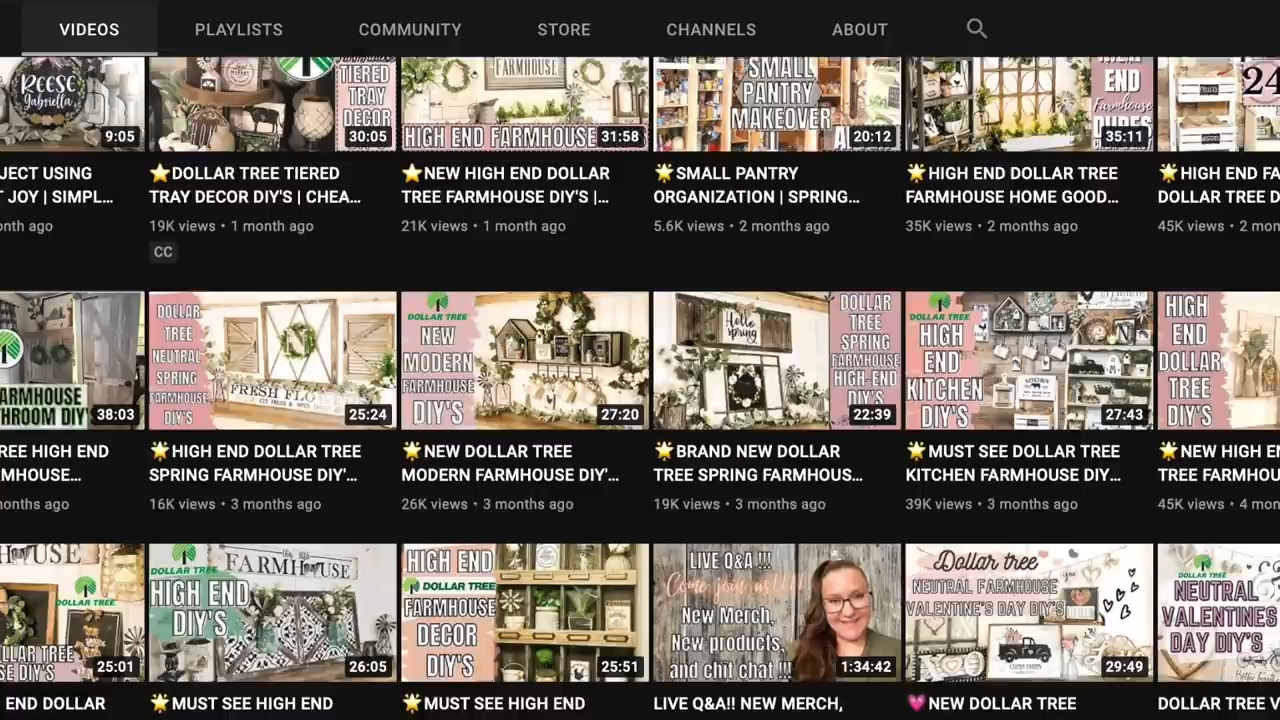 VIDEOS
PLAYLISTS
COMMUNITY
STORE
CHANNELS
ABOUT
REESE
Gabriella
9:05
TIERED
TRAY
DECOR
30:05
FARMHOUSE
HIGH END FARMHOUSE
31:58
SMALL
PANTRY
MAKEOVER
20:12
END
Farmhouse
35:11
24
JECT USING
T JOY | SIMPL…
onth ago
⭐DOLLAR TREE TIERED
TRAY DECOR DIY'S | CHEA…
19K views • 1 month ago
CC
⭐NEW HIGH END DOLLAR
TREE FARMHOUSE DIY'S |…
21K views • 1 month ago
🌟SMALL PANTRY
ORGANIZATION | SPRING…
5.6K views • 2 months ago
🌟HIGH END DOLLAR TREE
FARMHOUSE HOME GOOD…
35K views • 2 months ago
🌟HIGH END FA
DOLLAR TREE D
45K views • 2 mon
ARMHOUSE
THROOM DIY
38:03
DOLLAR
TREE
NEUTRAL
SPRING
FARMHOUSE
DIY'S
N
FRESH FLO
25:24
DOLLAR TREE
NEW
MODERN
FARMHOUSE
DIY'S
27:20
Hello
spring
DOLLAR
TREE
SPRING
FARMHOUSE
HIGH END
DIY'S
22:39
DOLLAR TREE
HIGH
END
KITCHEN
DIY'S
KITCHEN
27:43
HIGH
END
DOLLAR
TREE
DIY'S
REE HIGH END
MHOUSE…
onths ago
🌟HIGH END DOLLAR TREE
SPRING FARMHOUSE DIY'…
16K views • 3 months ago
🌟NEW DOLLAR TREE
MODERN FARMHOUSE DIY'…
26K views • 3 months ago
🌟BRAND NEW DOLLAR
TREE SPRING FARMHOUS…
19K views • 3 months ago
🌟MUST SEE DOLLAR TREE
KITCHEN FARMHOUSE DIY…
39K views • 3 months ago
🌟NEW HIGH EN
TREE FARMHOU
45K views • 4 mon
HOUSE
DOLLAR TREE
LLAR TREE
SE DIY'S
25:01
DOLLAR TREE
HIGH END
DIY'S
FARMHOUSE
26:05
HIGH END
DOLLAR TREE
FARMHOUSE
DECOR
DIY'S
25:51
LIVE Q&A !!!
Come join us!!
New Merch,
New products,
and chit chat !!!
1:34:42
Dollar tree
NEUTRAL FARMHOUSE
VALENTINE'S DAY DIY'S
29:49
DOLLAR TREE
NEUTRAL
VALENTINES
DAY DIY'S
END DOLLAR
🌟MUST SEE HIGH END
🌟MUST SEE HIGH END
LIVE Q&A!! NEW MERCH,
💗NEW DOLLAR TREE
DOLLAR TREE V